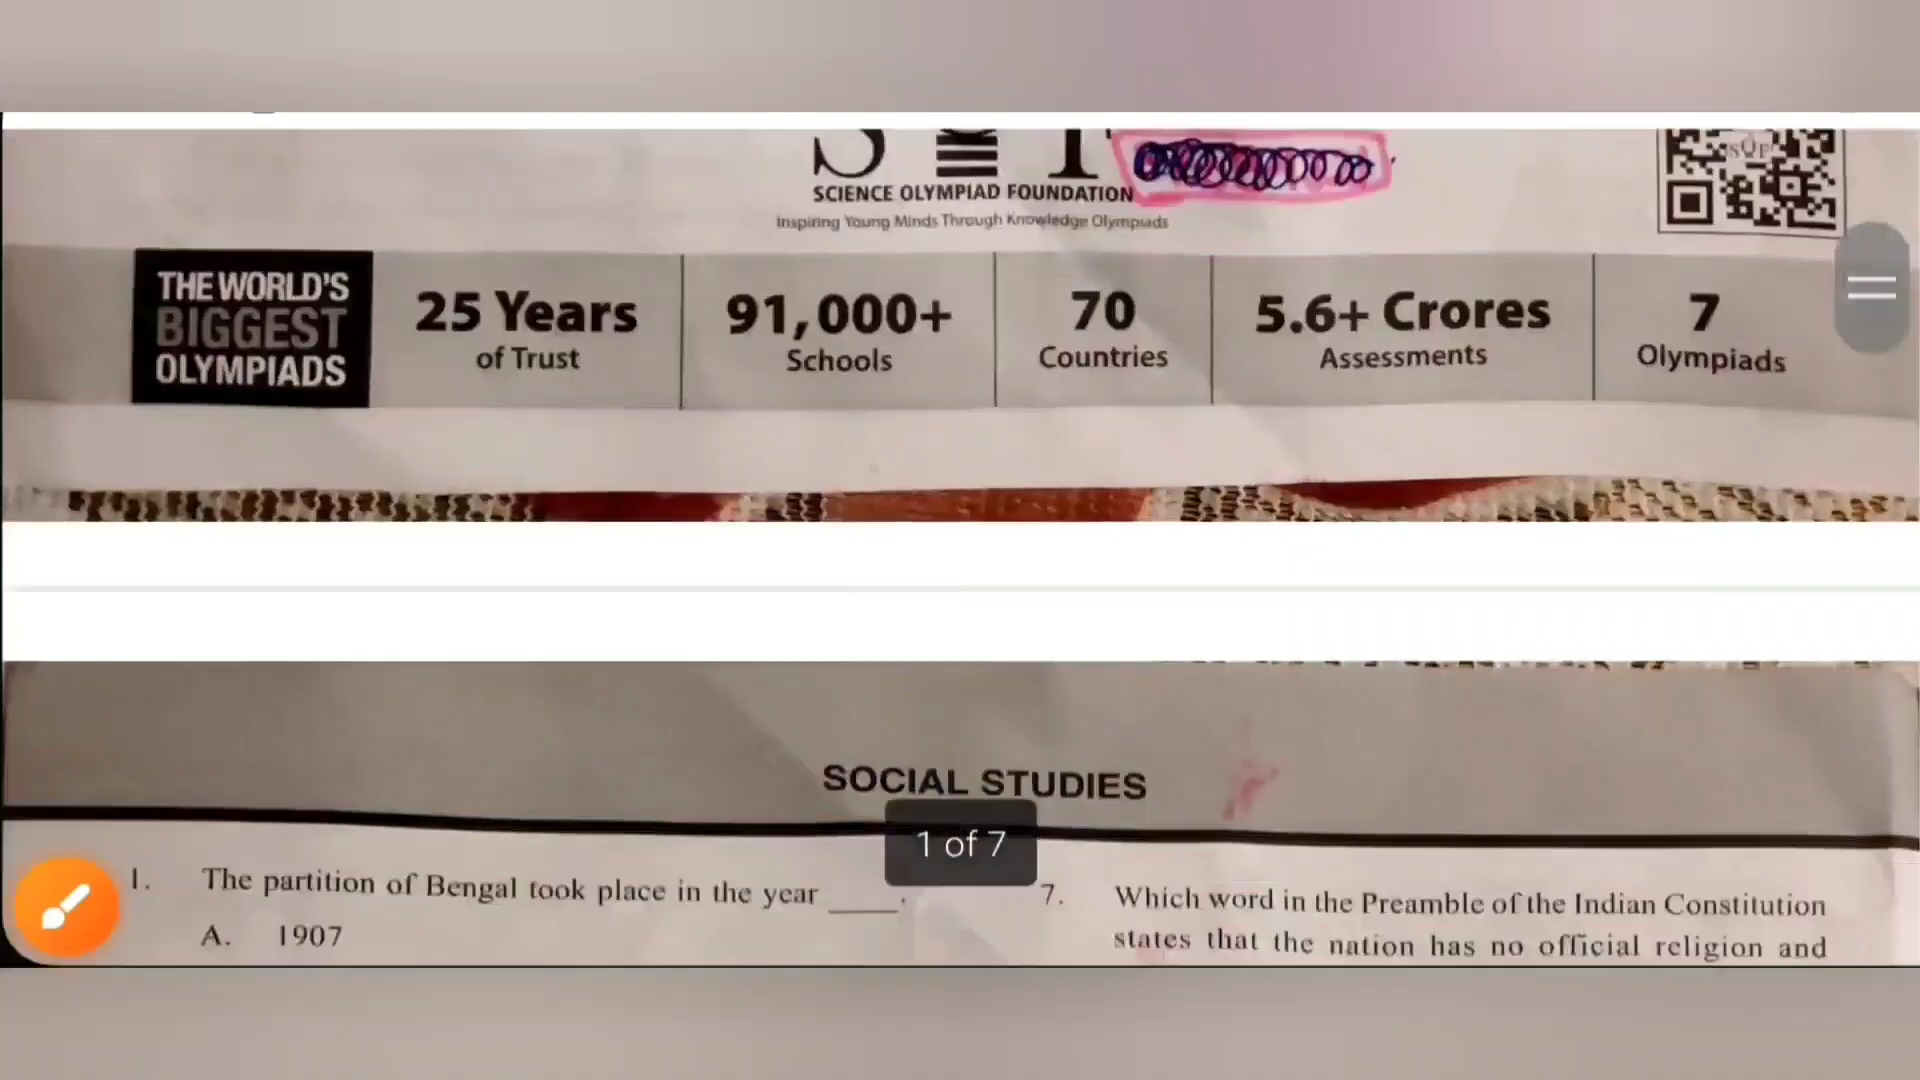 SCIENCE OLYMPIAD FOUNDATION
Inspiring Young Minds Through Knowledge Olympiads
THE WORLD'S
BIGGEST
OLYMPIADS
25 Years
of Trust
91,000+
Schools
70
Countries
5.6+ Crores
Assessments
7
Olympiads
SOCIAL STUDIES
1 of 7
1. The partition of Bengal took place in the year ____.
A. 1907
7. Which word in the Preamble of the Indian Constitution
states that the nation has no official religion and